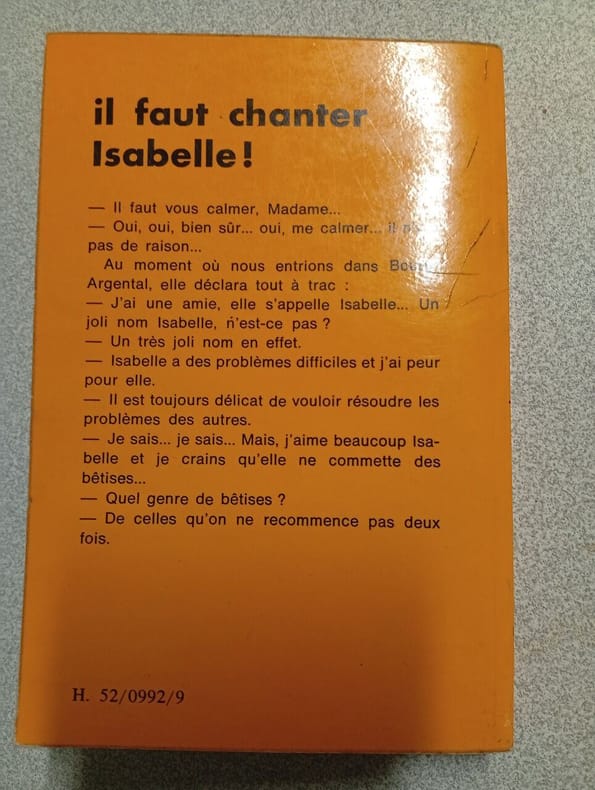 il faut chanter
Isabelle!
— Il faut vous calmer, Madame...
— Oui, oui, bien sûr... oui, me calmer... il
pas de raison...
Au moment où nous entrions dans
Argental, elle déclara tout à trac :
— J'ai une amie, elle s'appelle Isabelle... Un
joli nom Isabelle, n'est-ce pas ?
— Un très joli nom en effet.
— Isabelle a des problèmes difficiles et j'ai peur
pour elle.
— Il est toujours délicat de vouloir résoudre les
problèmes des autres.
— Je sais... je sais... Mais, j'aime beaucoup Isa-
belle et je crains qu'elle ne commette des
bêtises...
— Quel genre de bêtises ?
— De celles qu'on ne recommence pas deux
fois.
H. 52/0992/9